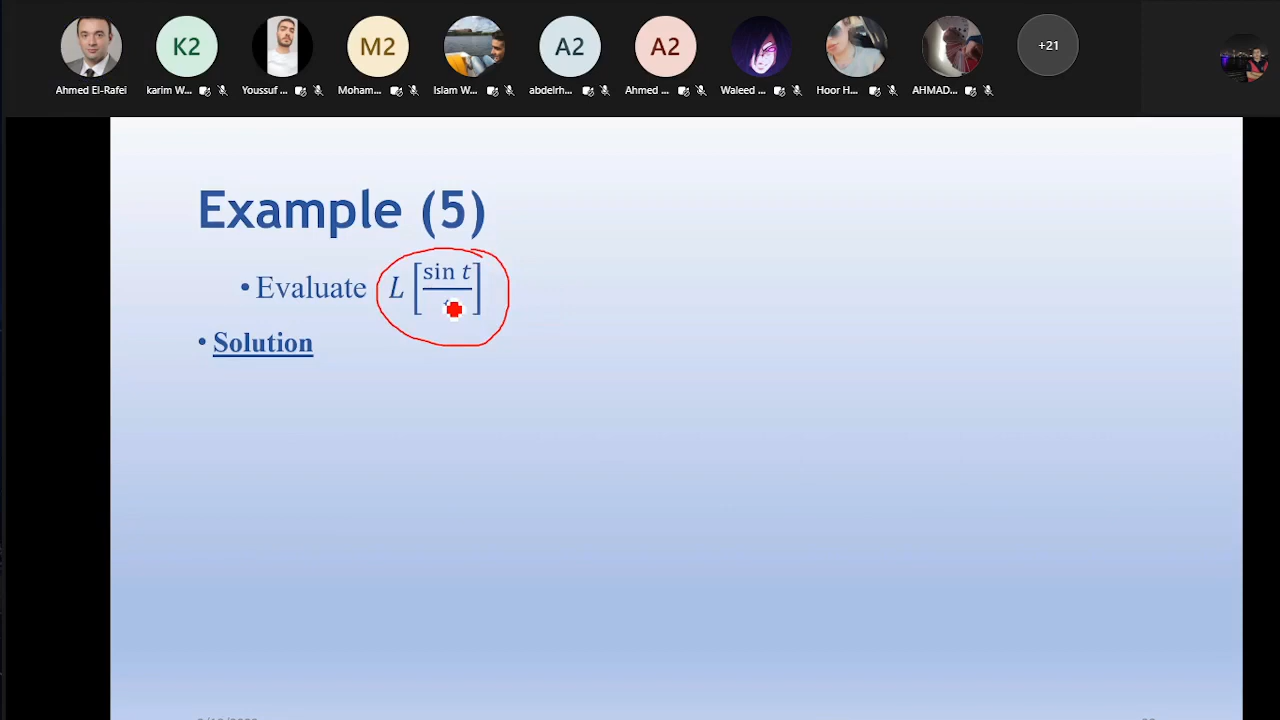 K2 M2 A2 A2 +21
Ahmed El-Rafei karim W... Youssuf ... Moham... Islam W... abdelrh... Ahmed ... Waleed ... Hoor H... AHMAD...
Example (5)
• Evaluate L [sin t / ]
• Solution